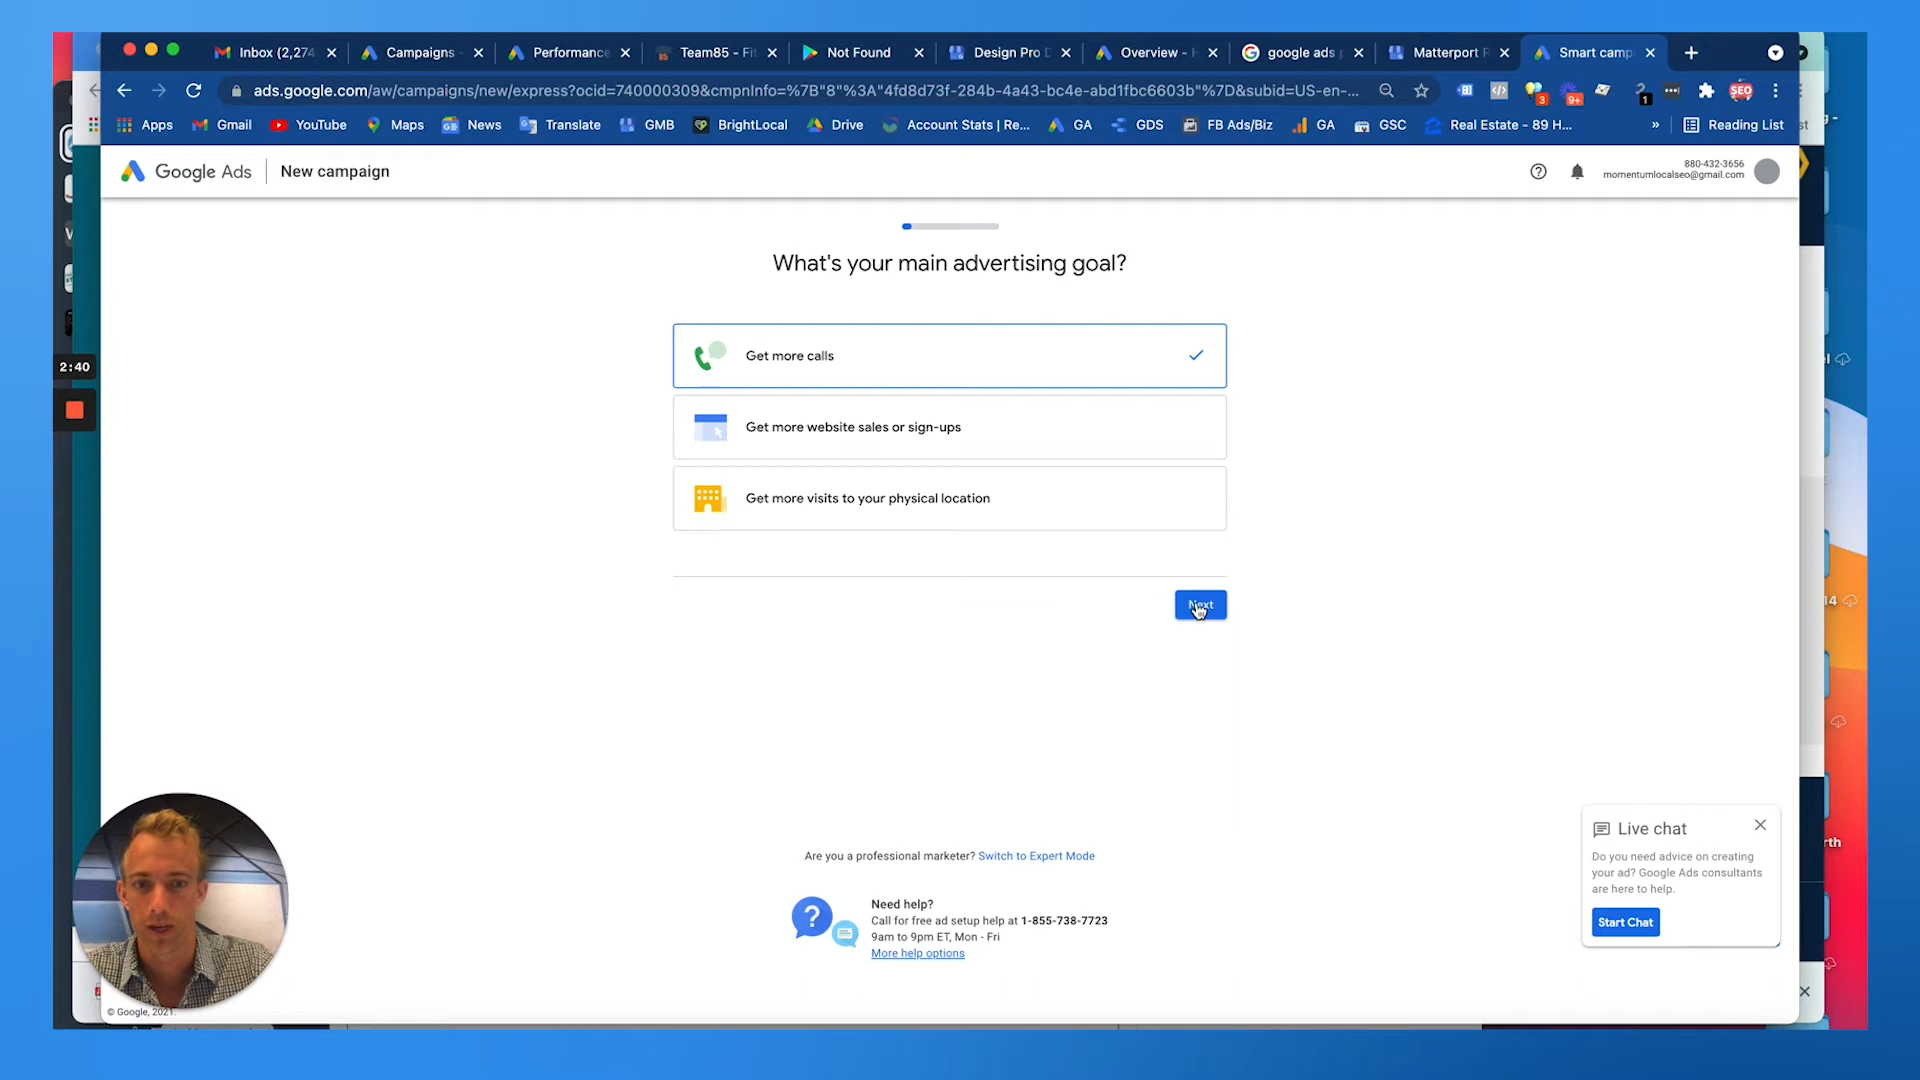 Inbox (2,274
Campaigns -
Performance
Team85 - Fit
Not Found
Design Pro D
Overview - H
google ads p
Matterport R
Smart camp
ads.google.com/aw/campaigns/new/express?ocid=740000309&cmpnInfo=%7B"8"%3A"4fd8d73f-284b-4a43-bc4e-abd1fbc6603b"%7D&subid=US-en-...
Apps
Gmail
YouTube
Maps
News
Translate
GMB
BrightLocal
Drive
Account Stats | Re...
GA
GDS
FB Ads/Biz
GA
GSC
Real Estate - 89 H...
»
Reading List
3
9+
1
SEO
Google Ads
New campaign
880-432-3656
momentumlocalseo@gmail.com
What's your main advertising goal?
Get more calls
Get more website sales or sign-ups
Get more visits to your physical location
Next
2:40
Are you a professional marketer? Switch to Expert Mode
Need help?
Call for free ad setup help at 1-855-738-7723
9am to 9pm ET, Mon - Fri
More help options
Live chat
Do you need advice on creating
your ad? Google Ads consultants
are here to help.
Start Chat
© Google, 2021.
14
rth